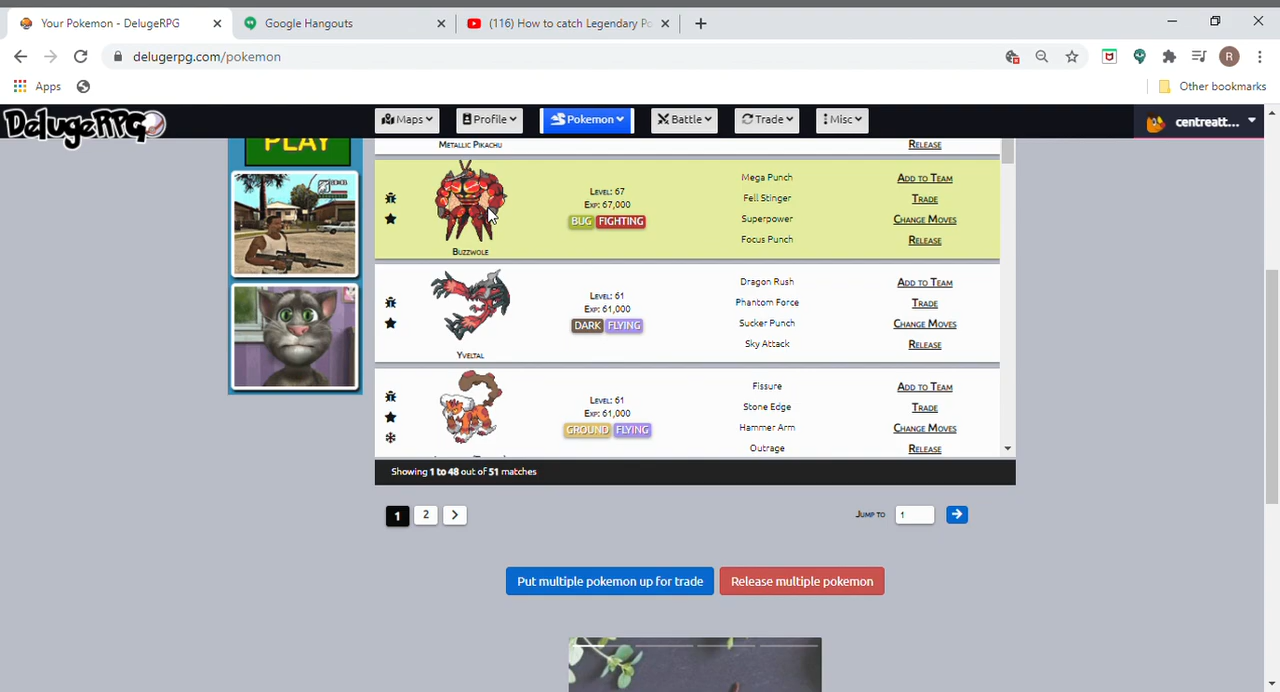 Your Pokemon - DelugeRPG
Google Hangouts
(116) How to catch Legendary Po
delugerpg.com/pokemon
R
Apps
Other bookmarks
DelugeRPG
Maps
Profile
Pokemon
Battle
Trade
Misc
centreatt...
PLAY
Metallic Pikachu
Release
Buzzwole
Level: 67
Exp: 67,000
BUG FIGHTING
Mega Punch
Fell Stinger
Superpower
Focus Punch
Add to Team
Trade
Change Moves
Release
Yveltal
Level: 61
Exp: 61,000
DARK FLYING
Dragon Rush
Phantom Force
Sucker Punch
Sky Attack
Add to Team
Trade
Change Moves
Release
Level: 61
Exp: 61,000
GROUND FLYING
Fissure
Stone Edge
Hammer Arm
Outrage
Add to Team
Trade
Change Moves
Release
Showing 1 to 48 out of 51 matches
1 2 >
Jump to 1
Put multiple pokemon up for trade
Release multiple pokemon